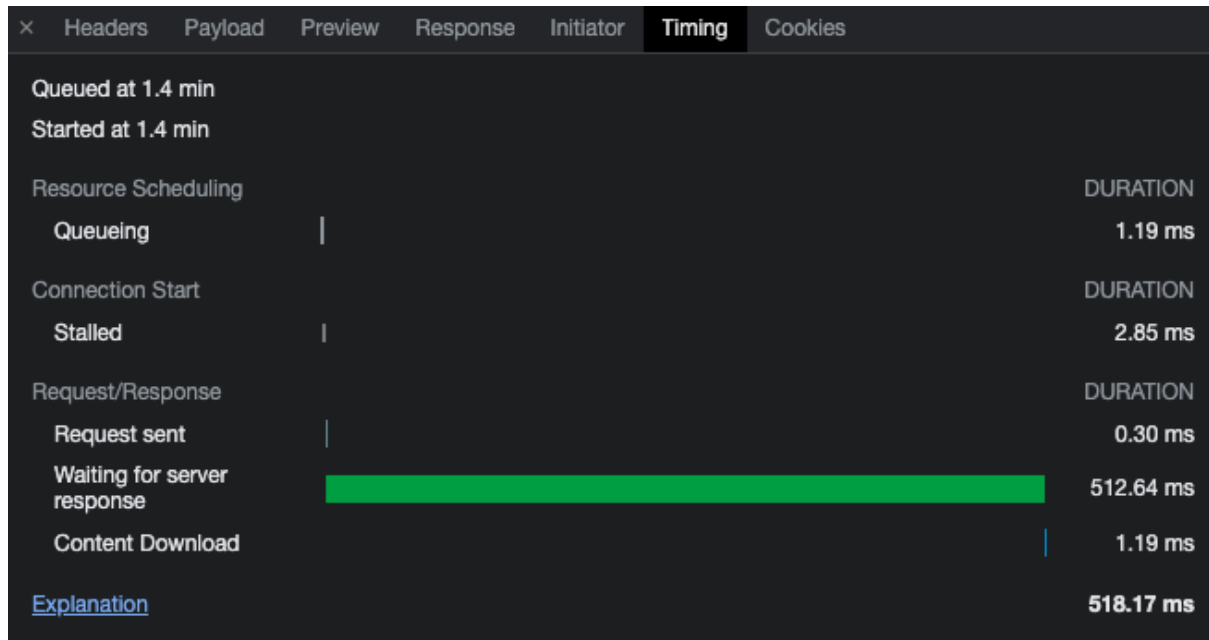 × Headers Payload Preview Response Initiator Timing Cookies
Queued at 1.4 min
Started at 1.4 min
Resource Scheduling DURATION
Queueing 1.19 ms
Connection Start DURATION
Stalled 2.85 ms
Request/Response DURATION
Request sent 0.30 ms
Waiting for server
response 512.64 ms
Content Download 1.19 ms
Explanation 518.17 ms